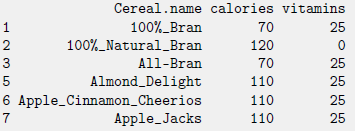 Cereal.name calories vitamins
1 100%_Bran 70 25
2 100%_Natural_Bran 120 0
3 All-Bran 70 25
5 Almond_Delight 110 25
6 Apple_Cinnamon_Cheerios 110 25
7 Apple_Jacks 110 25